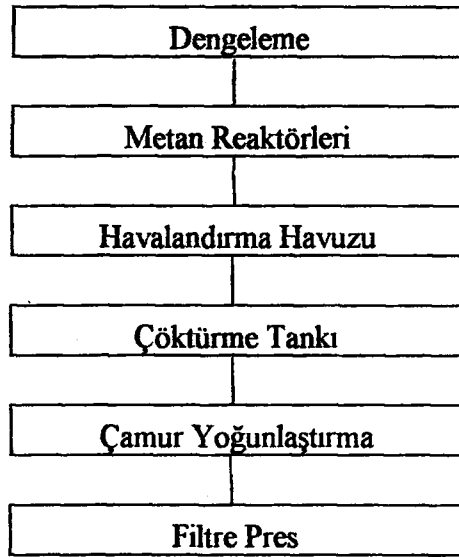 Dengeleme
Metan Reaktörleri
Havalandırma Havuzu
Çöktürme Tankı
Çamur Yoğunlaştırma
Filtre Pres